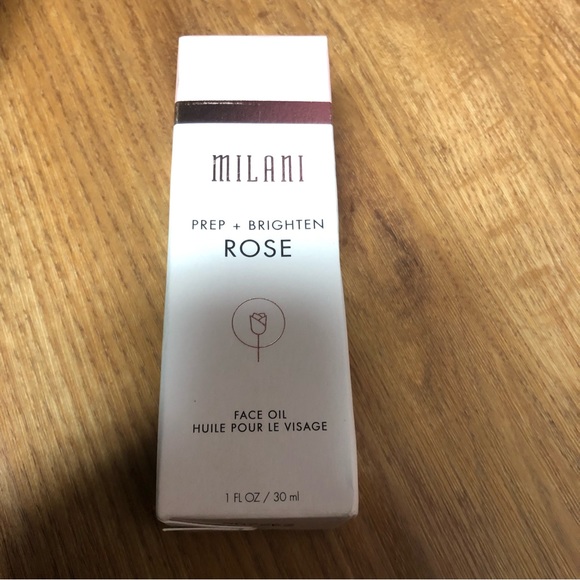 MILANI
PREP + BRIGHTEN
ROSE
FACE OIL
HUILE POUR LE VISAGE
1 FL OZ / 30 ml